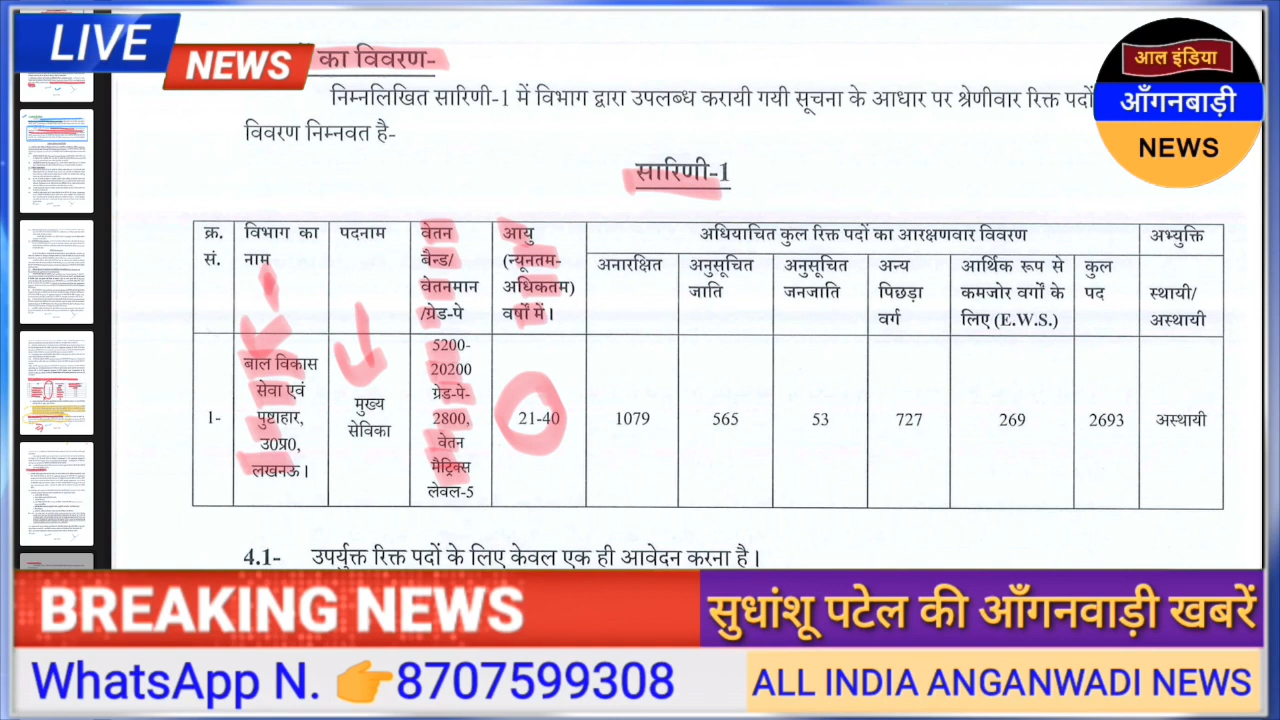 LIVE
NEWS
का विवरण-
आल इंडिया
आँगनबाड़ी
NEWS
निम्नलिखित सारिणी-1 में विभाग द्वारा उपलब्ध करायी गयी सूचना के आधार पर श्रेणीवार रिक्त पदों
विवरण निम्नवत है-
सारिणी-1
क्र. सं. विभाग का नाम पदनाम वेतन बैन्ड/ वेतनमान /ग्रेड-पे आयु (न्यूनतम-अधिकतम) वर्षों में। अधियाचित कुल रिक्त पदों का आरक्षणवार विवरण अभ्युक्ति
अनारक्षित अनुसूचित जाति अनुसूचित जनजाति अन्य पिछड़ा वर्ग आर्थिक रूप से कमजोर वर्गों के लिए (E.W.S.) कुल पद स्थायी/ अस्थायी
1- बाल विकास सेवा एवं पुष्टाहार, उ0प्र0, लखनऊ। मुख्य सेविका 5200 20200 ग्रेड-पे- 2800 वेतन मैट्रिक्स लेवल-5 21-40 1079 565 53 727 269 2693 अस्थायी
4.1- उपर्युक्त रिक्त पदों के लिए केवल एक ही आवेदन करना है।
BREAKING NEWS
सुधांशू पटेल की आँगनवाड़ी खबरें
WhatsApp N. 👉8707599308
ALL INDIA ANGANWADI NEWS